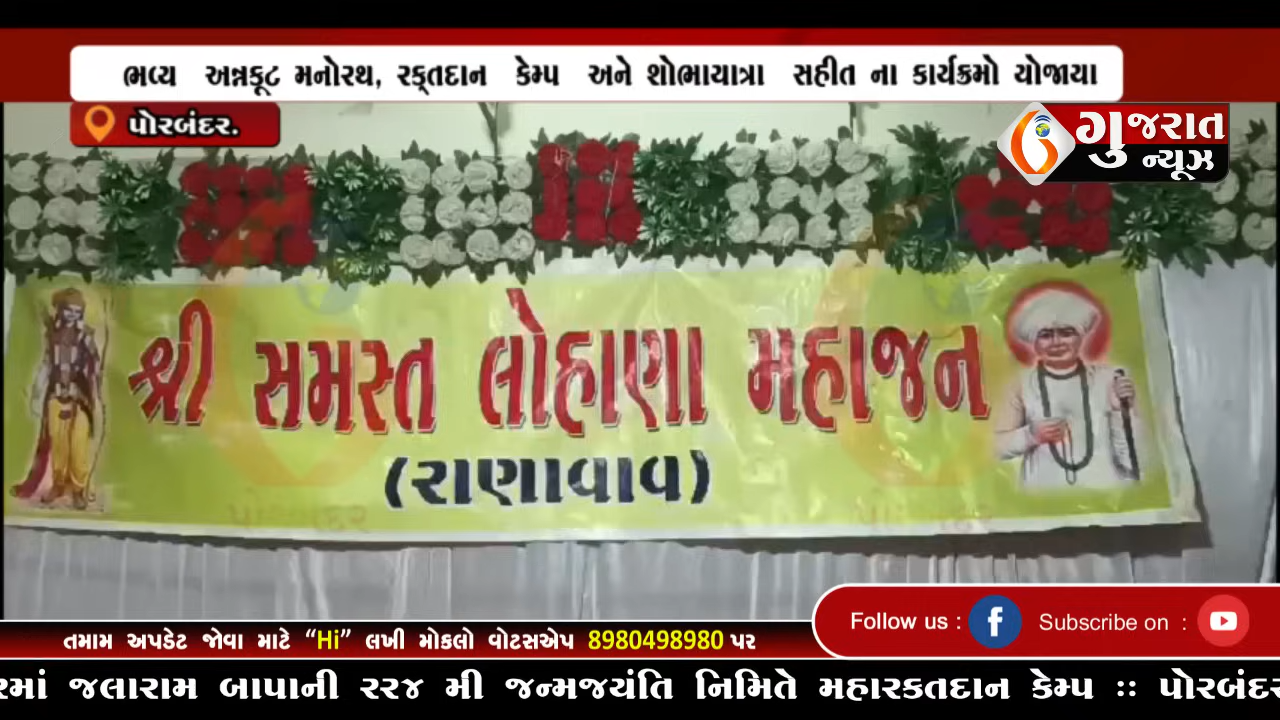 ભવ્ય અન્નકૂટ મનોરથ, રક્તદાન કેમ્પ અને શોભાયાત્રા સહીત ના કાર્યક્રમો યોજાયા
પોરબંદર.
ગુજરાત
ન્યૂઝ
શ્રી સમસ્ત લોહાણા મહાજન
(રાણાવાવ)
Follow us :
Subscribe on :
તમામ અપડેટ જોવા માટે “Hi” લખી મોકલો વોટસએપ 8980498980 પર
રમાં જલારામ બાપાની ૨૨૪ મી જન્મજયંતિ નિમિતે મહારકતદાન કેમ્પ :: પોરબંદર